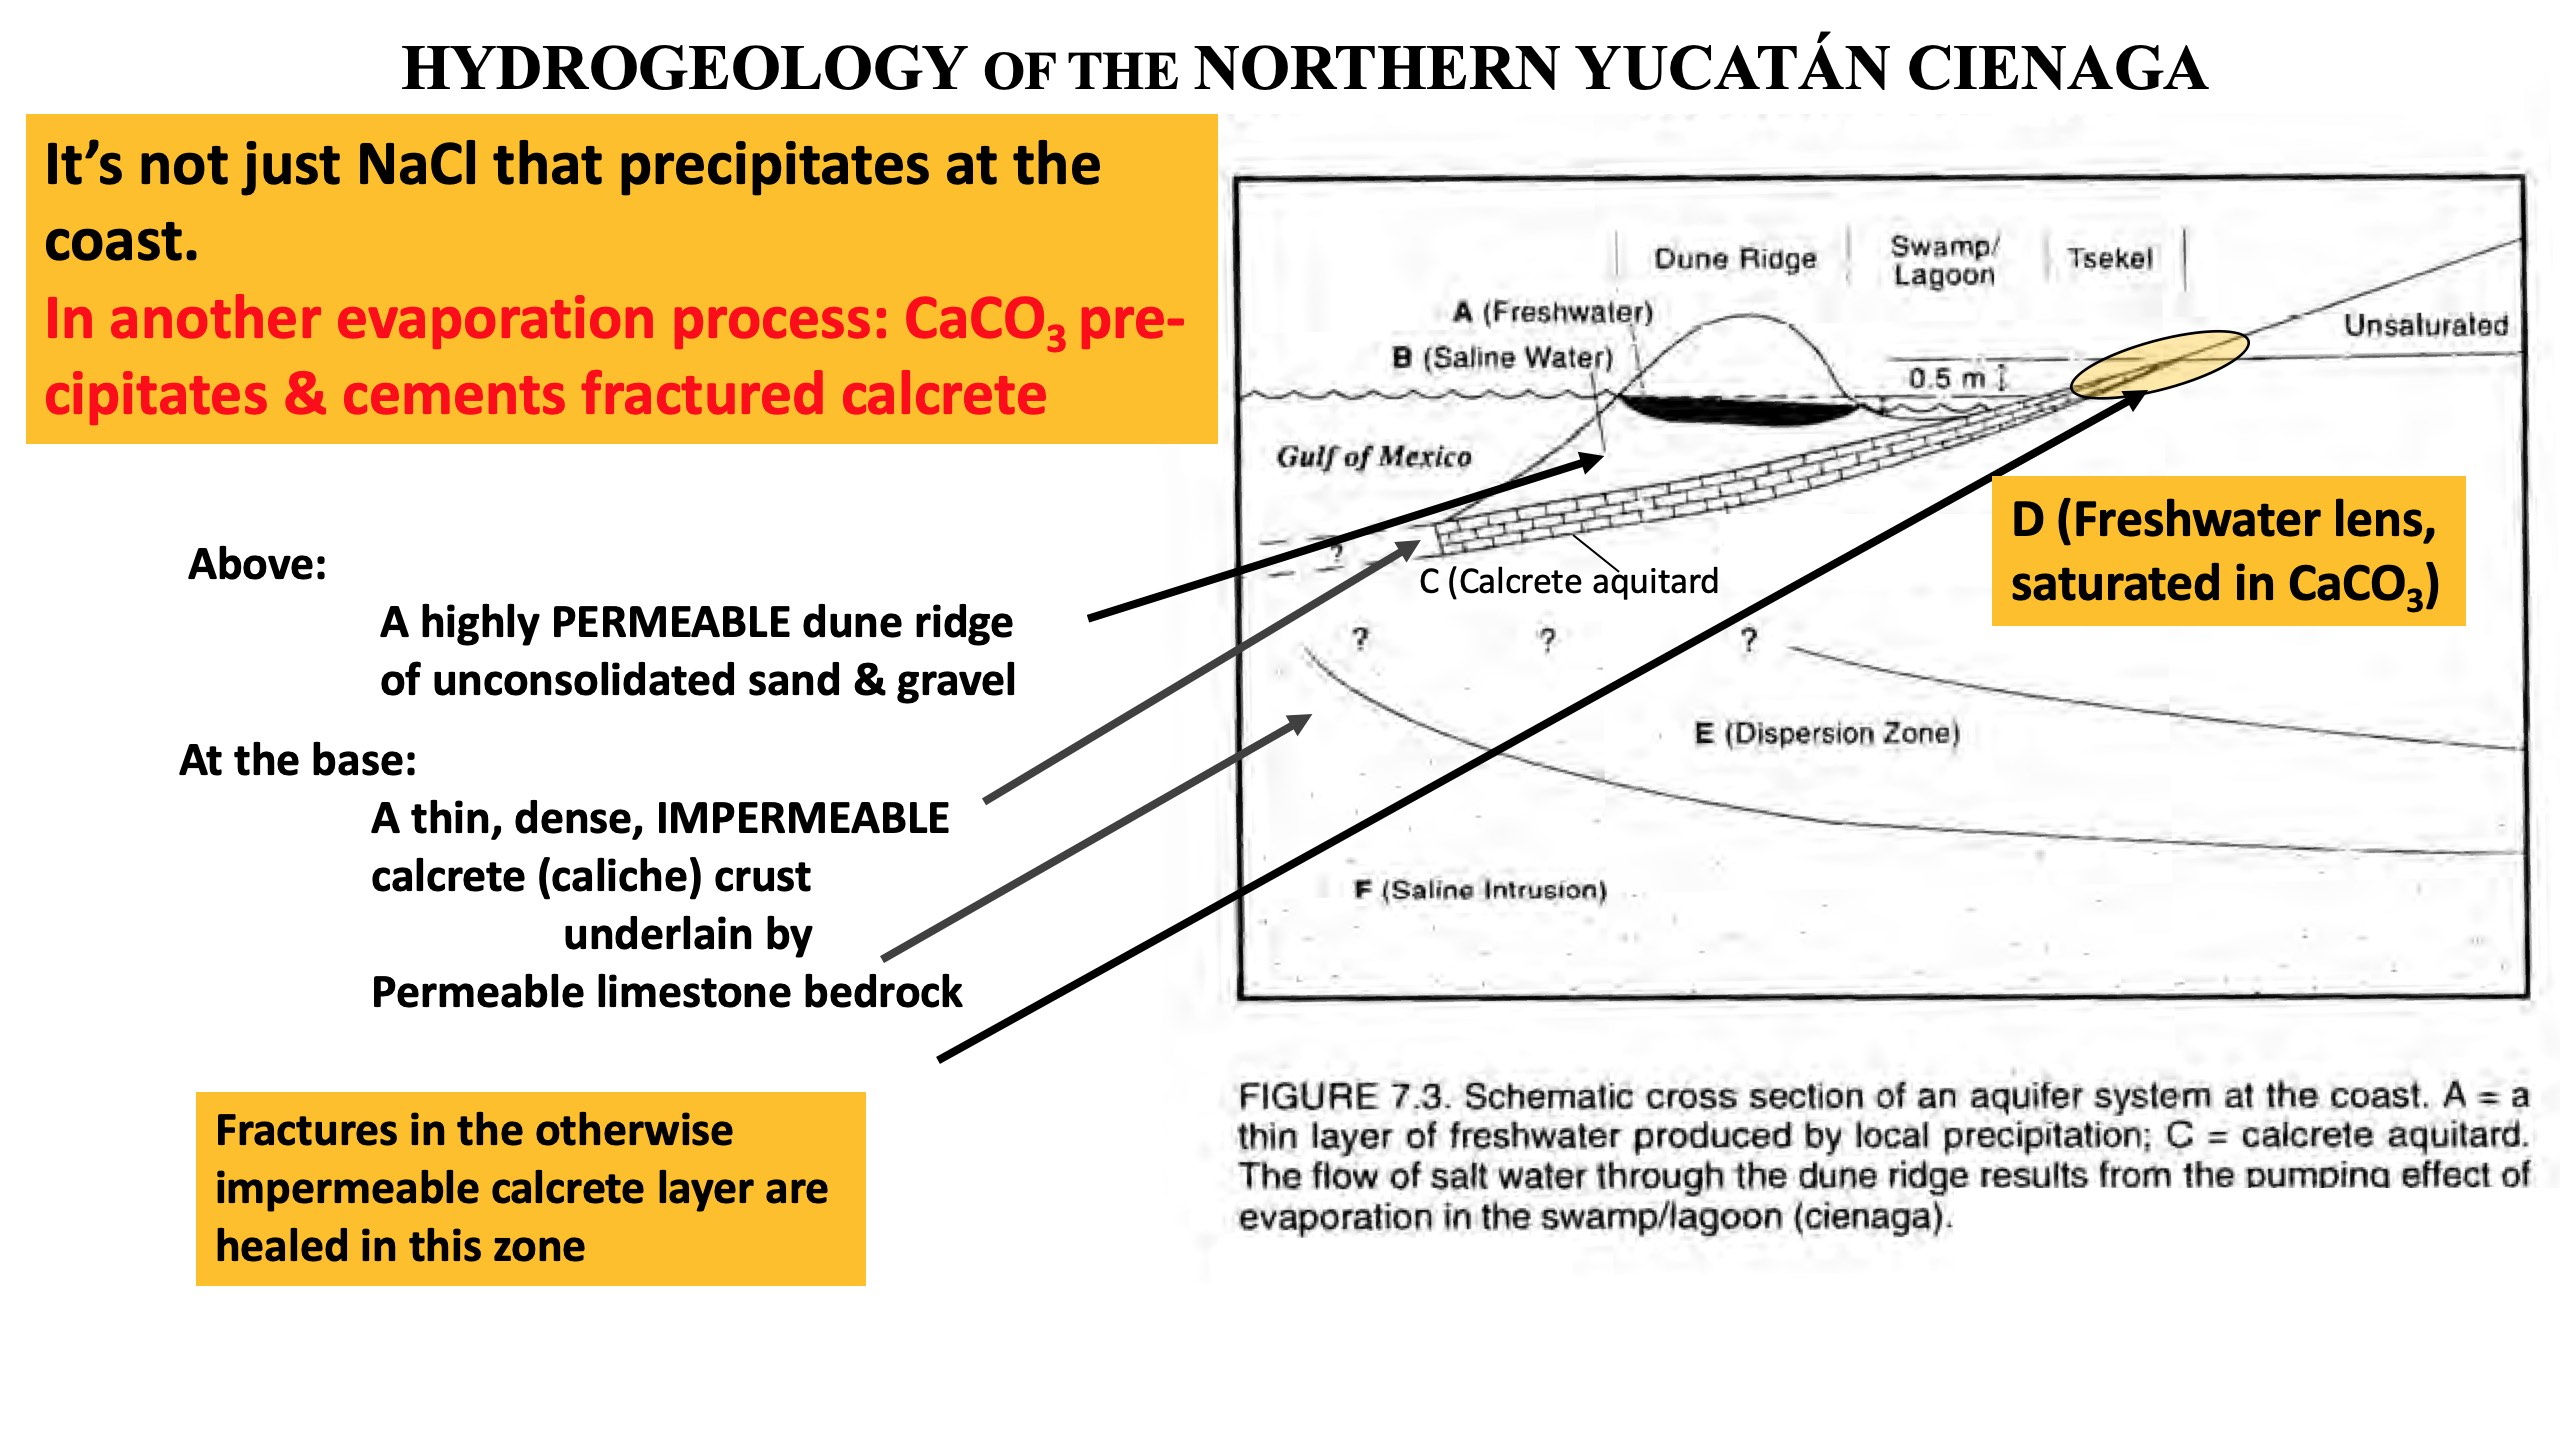 HYDROGEOLOGY OF THE NORTHERN YUCATÁN CIENAGA
It's not just NaCl that precipitates at the
coast.
In another evaporation process: CaCO₃ pre-
cipitates & cements fractured calcrete
Above:
A highly PERMEABLE dune ridge
of unconsolidated sand & gravel
At the base:
A thin, dense, IMPERMEABLE
calcrete (caliche) crust
underlain by
Permeable limestone bedrock
Fractures in the otherwise
impermeable calcrete layer are
healed in this zone
Dune Ridge
Swamp/
Lagoon
Tsekel
A (Freshwater)
B (Saline Water)
Unsaturated
0.5 m
Gulf of Mexico
?
C (Calcrete aquitard
D (Freshwater lens,
saturated in CaCO₃)
? ? ?
E (Dispersion Zone)
F (Saline Intrusion)
FIGURE 7.3. Schematic cross section of an aquifer system at the coast. A = a
thin layer of freshwater produced by local precipitation; C = calcrete aquitard.
The flow of salt water through the dune ridge results from the pumping effect of
evaporation in the swamp/lagoon (cienaga).